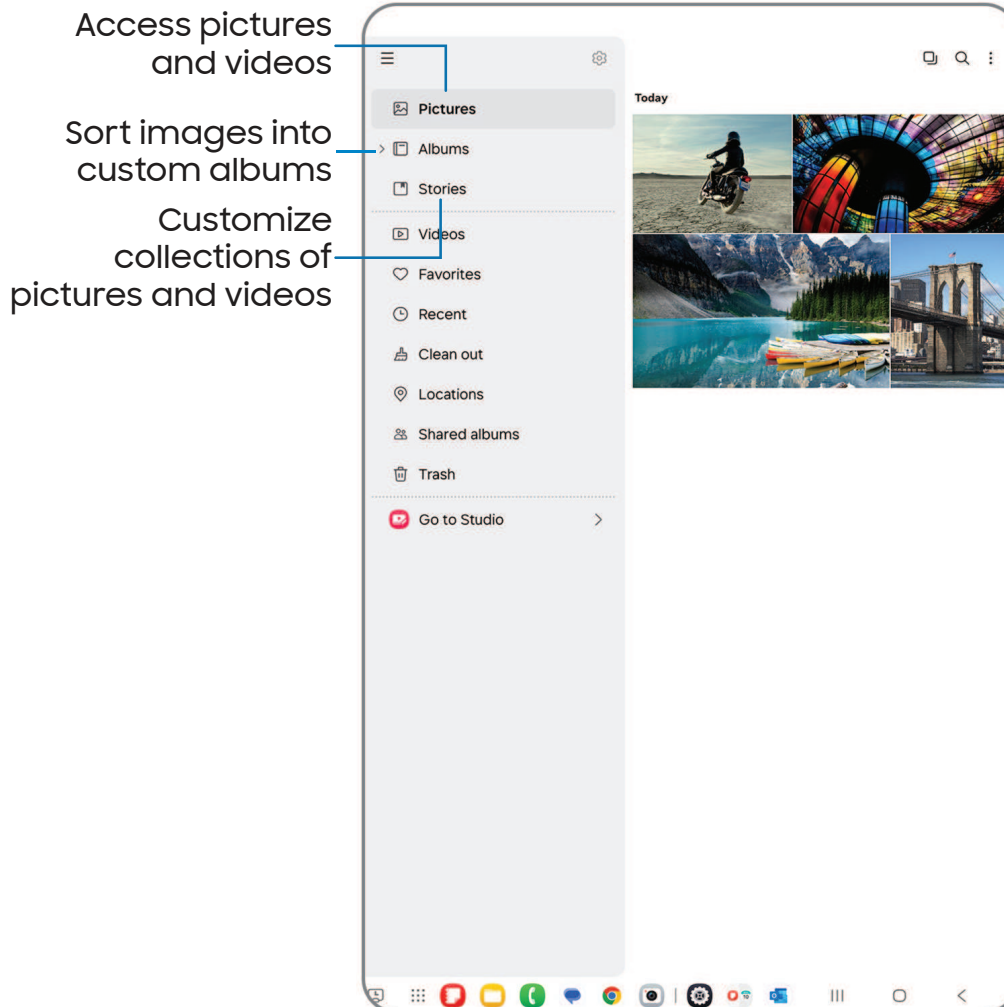 Access pictures
and videos
Sort images into
custom albums
Customize
collections of
pictures and videos
Pictures
Albums
Stories
Videos
Favorites
Recent
Clean out
Locations
Shared albums
Trash
Go to Studio
Today